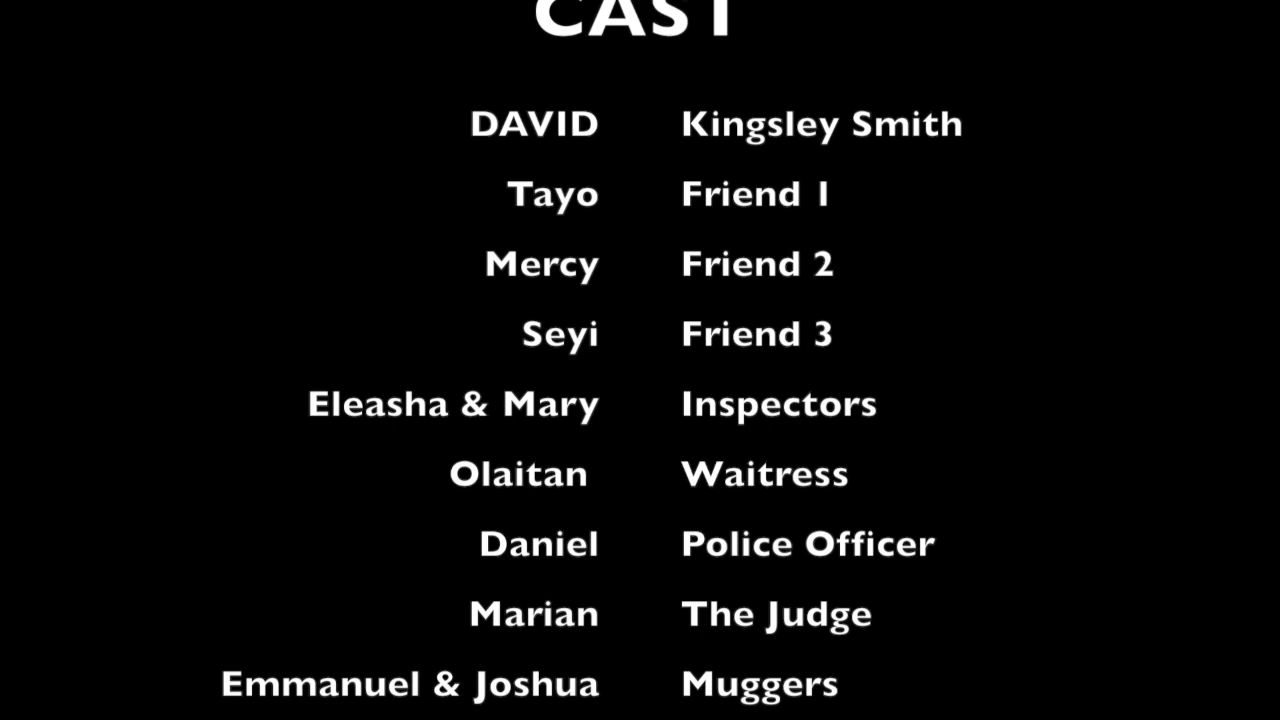 CAST
DAVID Kingsley Smith
Tayo Friend 1
Mercy Friend 2
Seyi Friend 3
Eleasha & Mary Inspectors
Olaitan Waitress
Daniel Police Officer
Marian The Judge
Emmanuel & Joshua Muggers